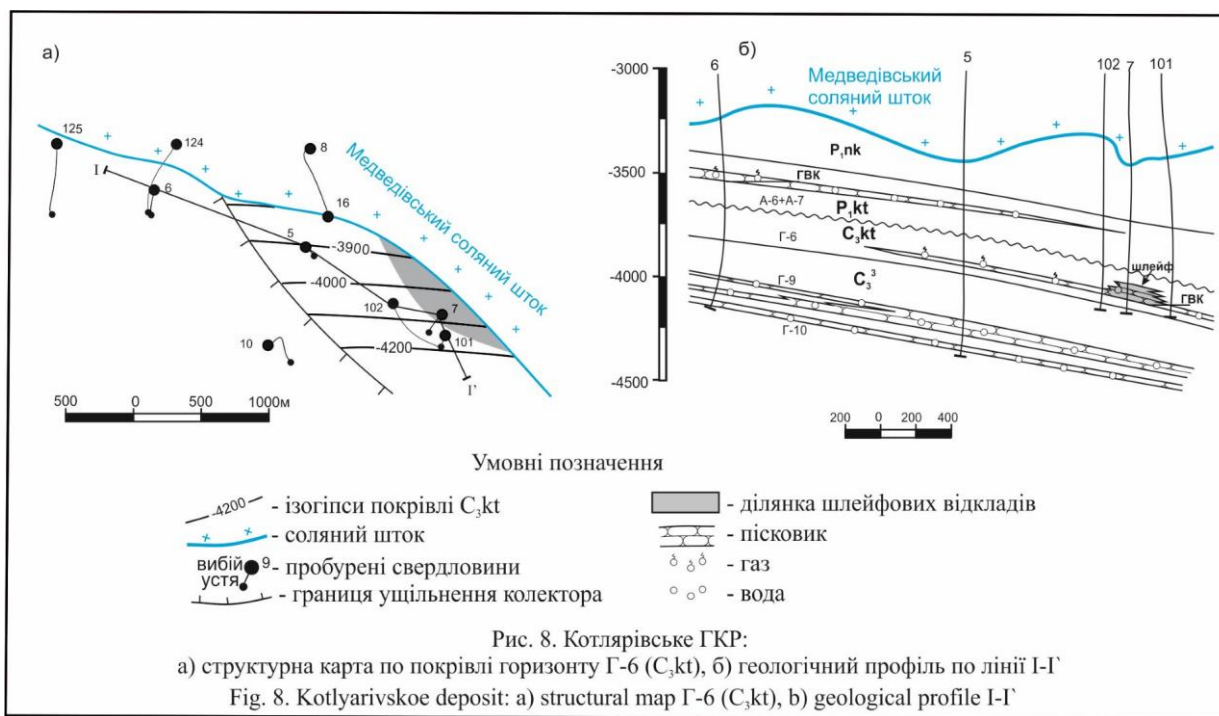 а)
125
124
8
I
6
16
Медведівський соляний шток
5
-3900
-4000
102
7
10
-4200
101
I`
500 0 500 1000м
б)
-3000
-3500
-4000
-4500
6
5
102 7 101
Медведівський
соляний шток
P₁nk
ГВК
А-6+А-7
P₁kt
C₃kt
Г-6
шлейф
Г-9
C₃³
ГВК
Г-10
200 0 200 400
Умовні позначення
-4200 - ізогіпси покрівлі C₃kt
- соляний шток
вибій 9
устя - пробурені свердловини
- границя ущільнення колектора
- ділянка шлейфових відкладів
- пісковик
- газ
- вода
Рис. 8. Котлярівське ГКР:
а) структурна карта по покрівлі горизонту Г-6 (C₃kt), б) геологічний профіль по лінії І-І`
Fig. 8. Kotlyarivskoe deposit: a) structural map Г-6 (C₃kt), b) geological profile I-I`